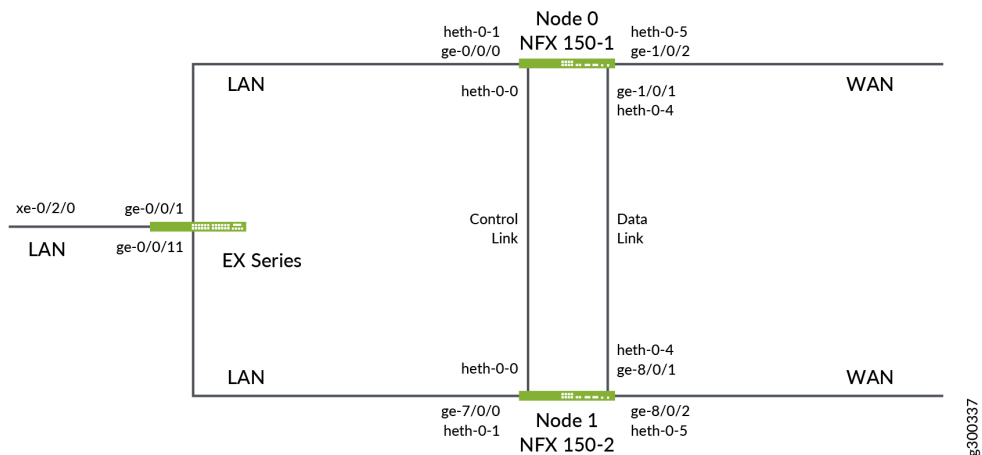 Node 0
NFX 150-1
heth-0-1
ge-0/0/0
heth-0-5
ge-1/0/2
LAN
WAN
heth-0-0
ge-1/0/1
heth-0-4
xe-0/2/0
ge-0/0/1
LAN
ge-0/0/11
EX Series
Control
Link
Data
Link
heth-0-0
heth-0-4
ge-8/0/1
LAN
WAN
ge-7/0/0
heth-0-1
Node 1
NFX 150-2
ge-8/0/2
heth-0-5
g300337